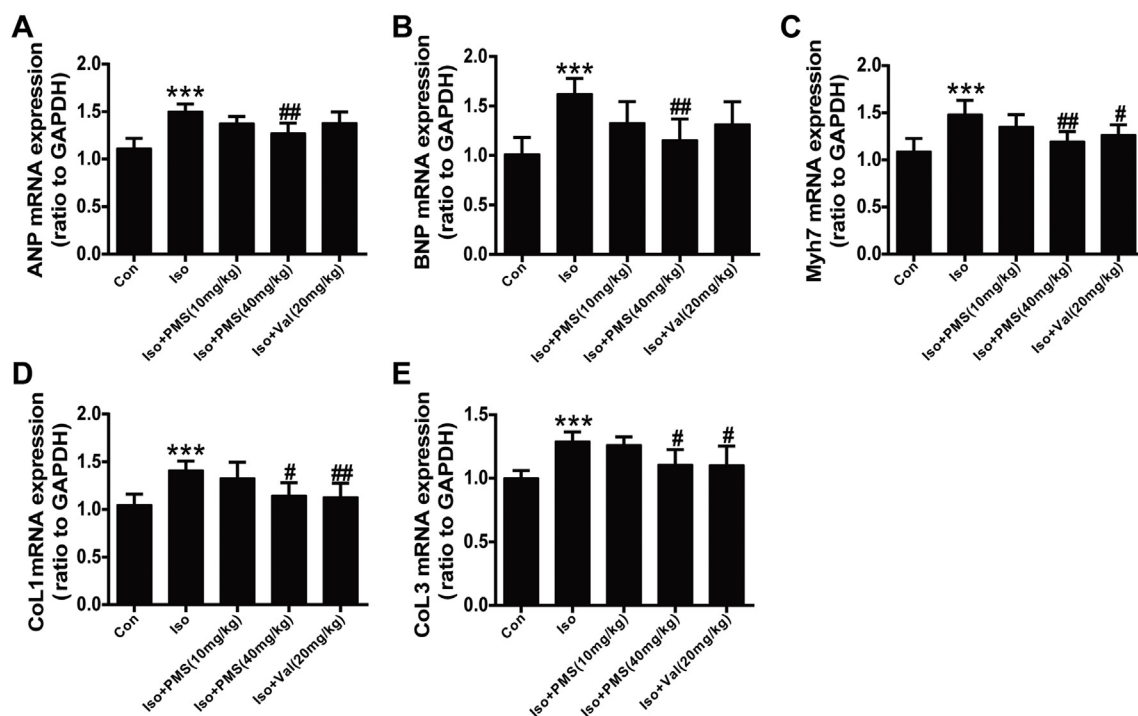 A
ANP mRNA expression
(ratio to GAPDH)
2.0
1.5
1.0
0.5
0.0
***
##
Con
Iso
Iso+PMS(10mg/kg)
Iso+PMS(40mg/kg)
Iso+Val(20mg/kg)
B
BNP mRNA expression
(ratio to GAPDH)
2.0
1.5
1.0
0.5
0.0
***
##
Con
Iso
Iso+PMS(10mg/kg)
Iso+PMS(40mg/kg)
Iso+Val(20mg/kg)
C
Myh7 mRNA expression
(ratio to GAPDH)
2.0
1.5
1.0
0.5
0.0
***
##
#
Con
Iso
Iso+PMS(10mg/kg)
Iso+PMS(40mg/kg)
Iso+Val(20mg/kg)
D
CoL1mRNA expression
(ratio to GAPDH)
2.0
1.5
1.0
0.5
0.0
***
#
##
Con
Iso
Iso+PMS(10mg/kg)
Iso+PMS(40mg/kg)
Iso+Val(20mg/kg)
E
CoL3 mRNA expression
(ratio to GAPDH)
1.5
1.0
0.5
0.0
***
#
#
Con
Iso
Iso+PMS(10mg/kg)
Iso+PMS(40mg/kg)
Iso+Val(20mg/kg)